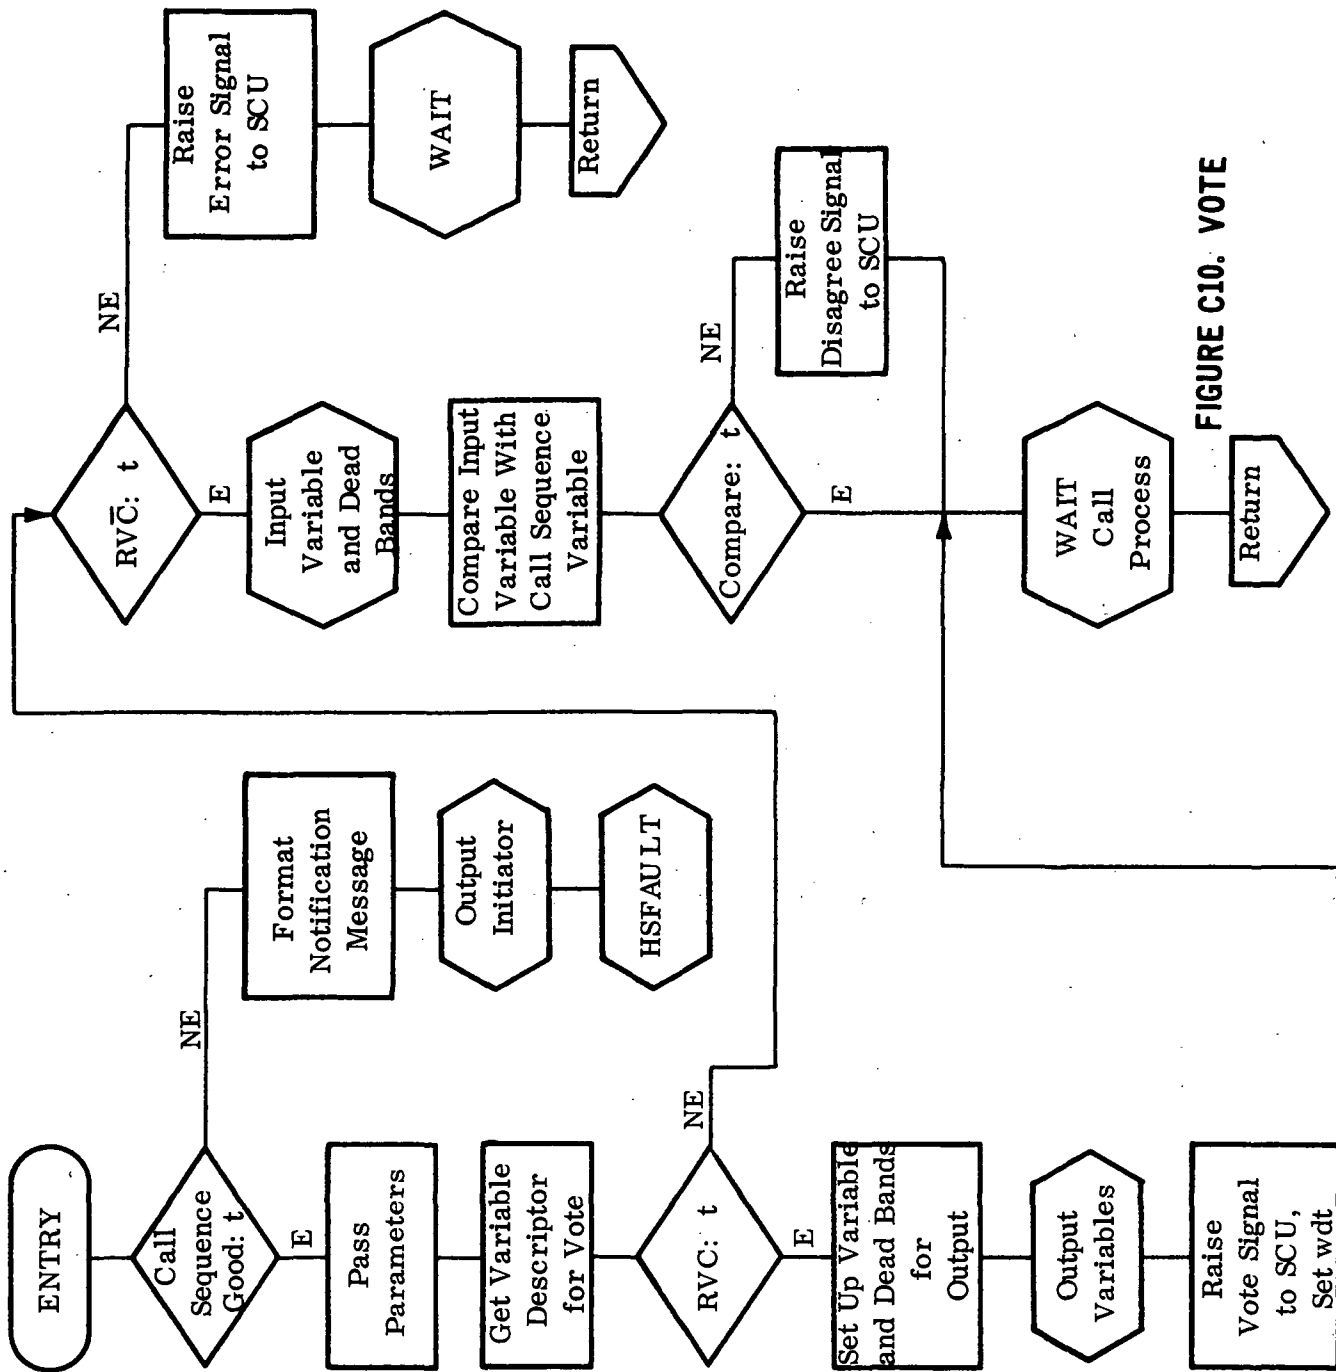 ENTRY
Call
Sequence
Good: t
NE
E
Format
Notification
Message
Output
Initiator
HSFAULT
Pass
Parameters
Get Variable
Descriptor
for Vote
RVC: t
NE
E
Set Up Variable
and Dead Bands
for
Output
Output
Variables
Raise
Vote Signal
to SCU,
Set wdt
RVC̅: t
NE
E
Raise
Error Signal
to SCU
WAIT
Return
Input
Variable
and Dead
Bands
Compare Input
Variable With
Call Sequence
Variable
Compare: t
NE
E
Raise
Disagree Signal
to SCU
WAIT
Call
Process
Return
FIGURE C10. VOTE